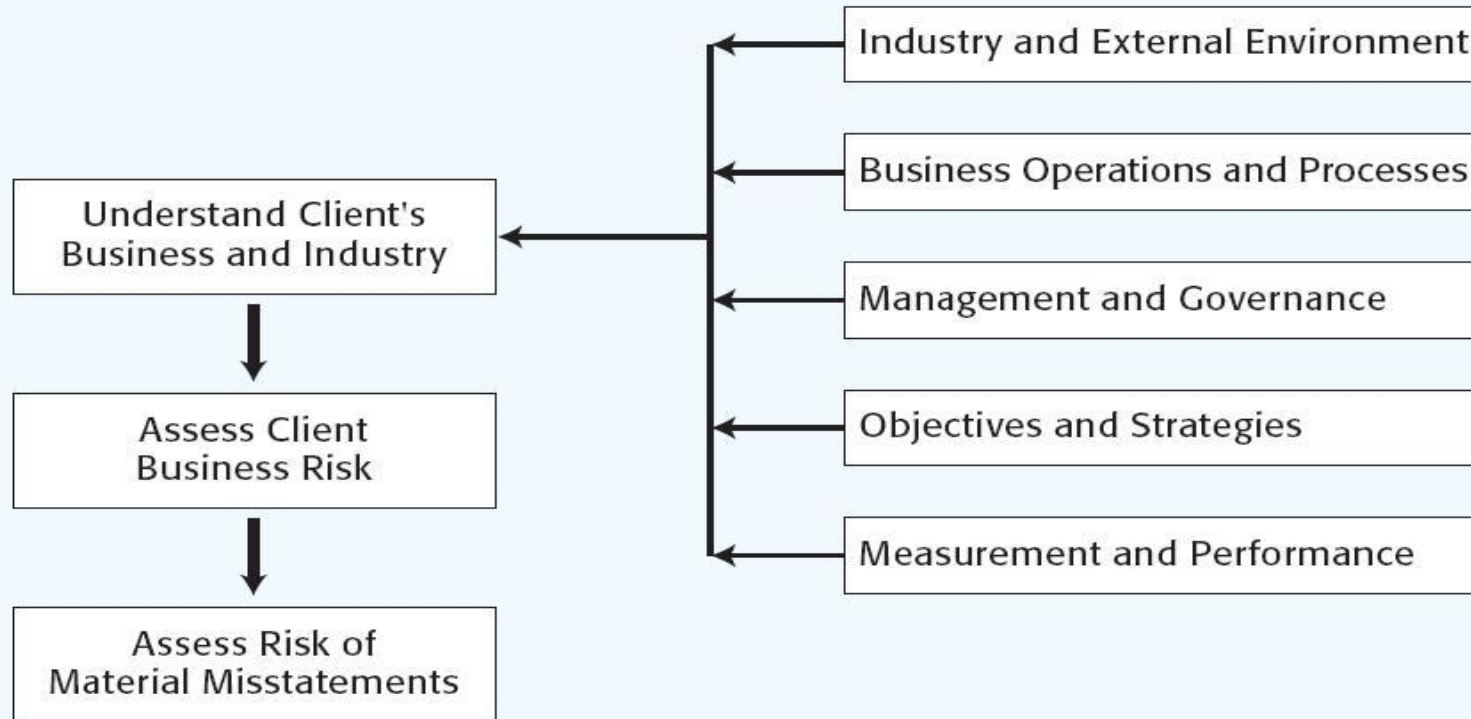 Understand Client's
Business and Industry
Assess Client
Business Risk
Assess Risk of
Material Misstatements
Industry and External Environment
Business Operations and Processes
Management and Governance
Objectives and Strategies
Measurement and Performance